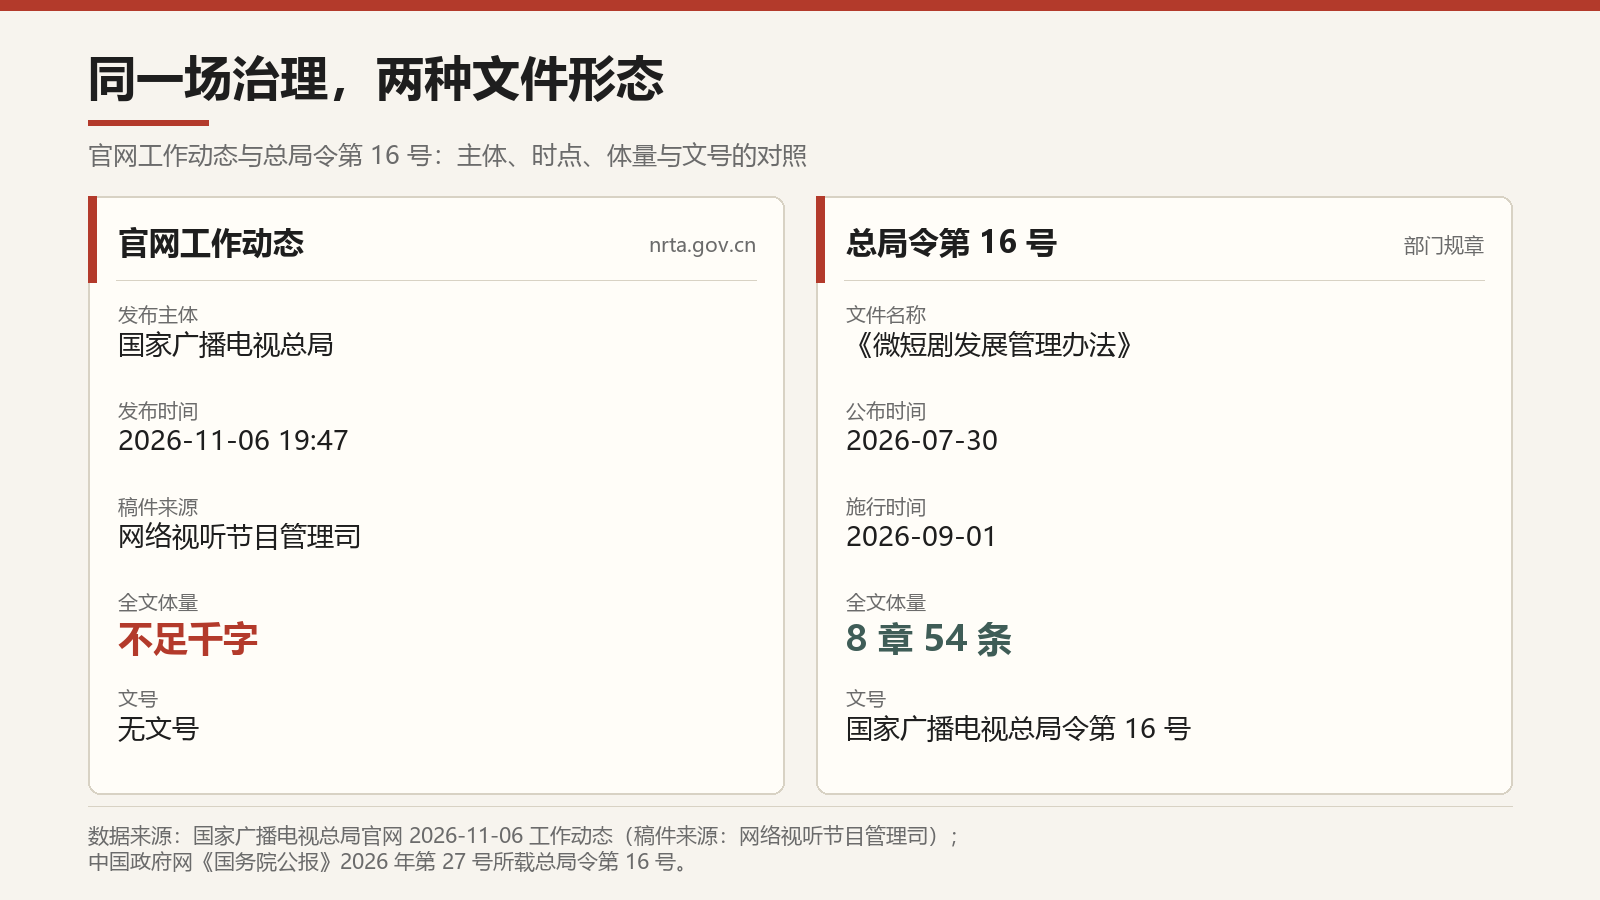 同一场治理，两种文件形态
官网工作动态与总局令第 16 号：主体、时点、体量与文号的对照
官网工作动态
nrta.gov.cn
发布主体
国家广播电视总局
发布时间
2026-11-06 19:47
稿件来源
网络视听节目管理司
全文体量
不足千字
文号
无文号
总局令第 16 号
部门规章
文件名称
《微短剧发展管理办法》
公布时间
2026-07-30
施行时间
2026-09-01
全文体量
8 章 54 条
文号
国家广播电视总局令第 16 号
数据来源：国家广播电视总局官网 2026-11-06 工作动态（稿件来源：网络视听节目管理司）；
中国政府网《国务院公报》2026 年第 27 号所载总局令第 16 号。